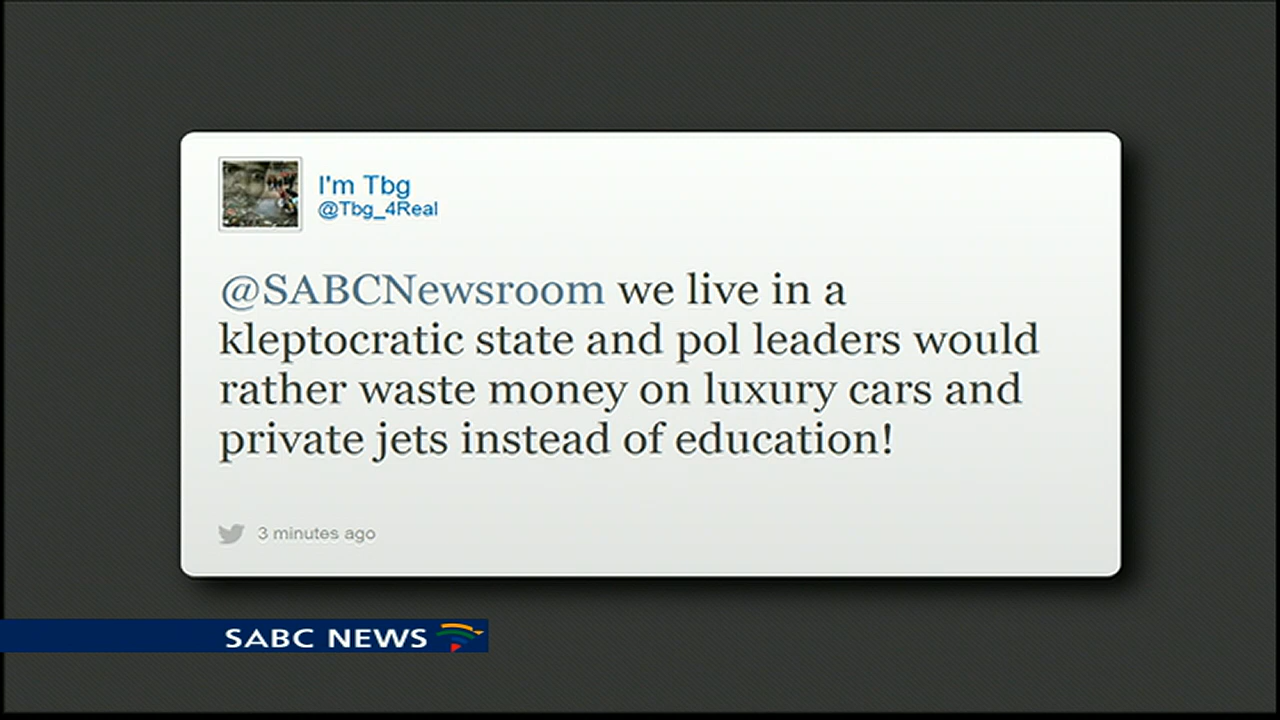 I'm Tbg
@Tbg_4Real
@SABCNewsroom we live in a
kleptocratic state and pol leaders would
rather waste money on luxury cars and
private jets instead of education!
3 minutes ago
SABC NEWS